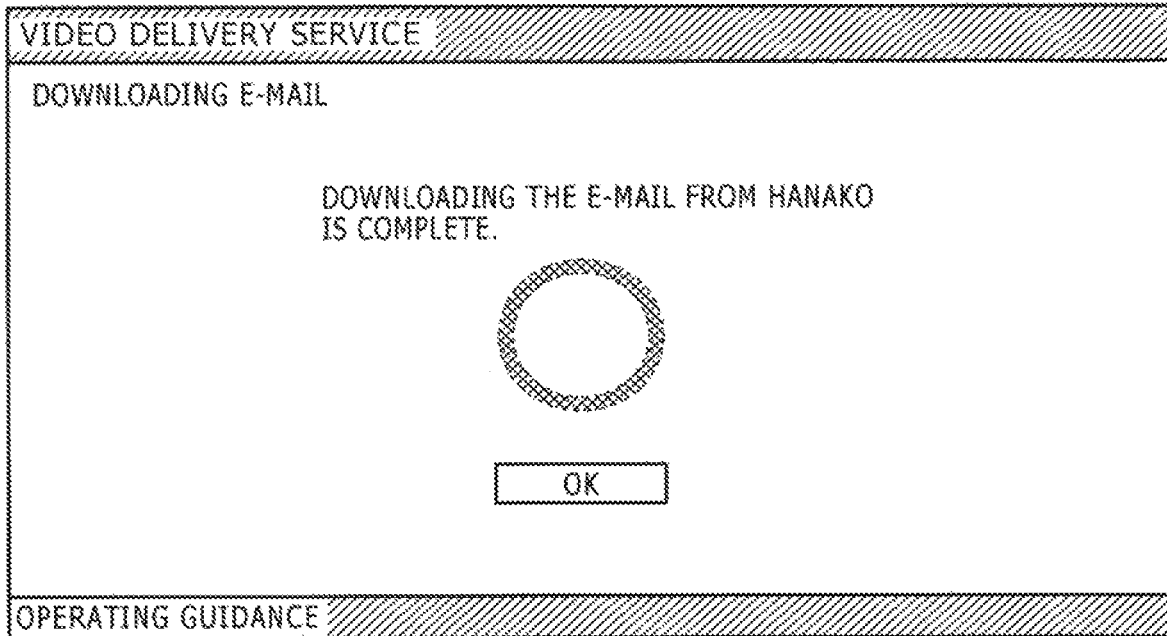 VIDEO DELIVERY SERVICE
DOWNLOADING E-MAIL
DOWNLOADING THE E-MAIL FROM HANAKO
IS COMPLETE.
OK
OPERATING GUIDANCE